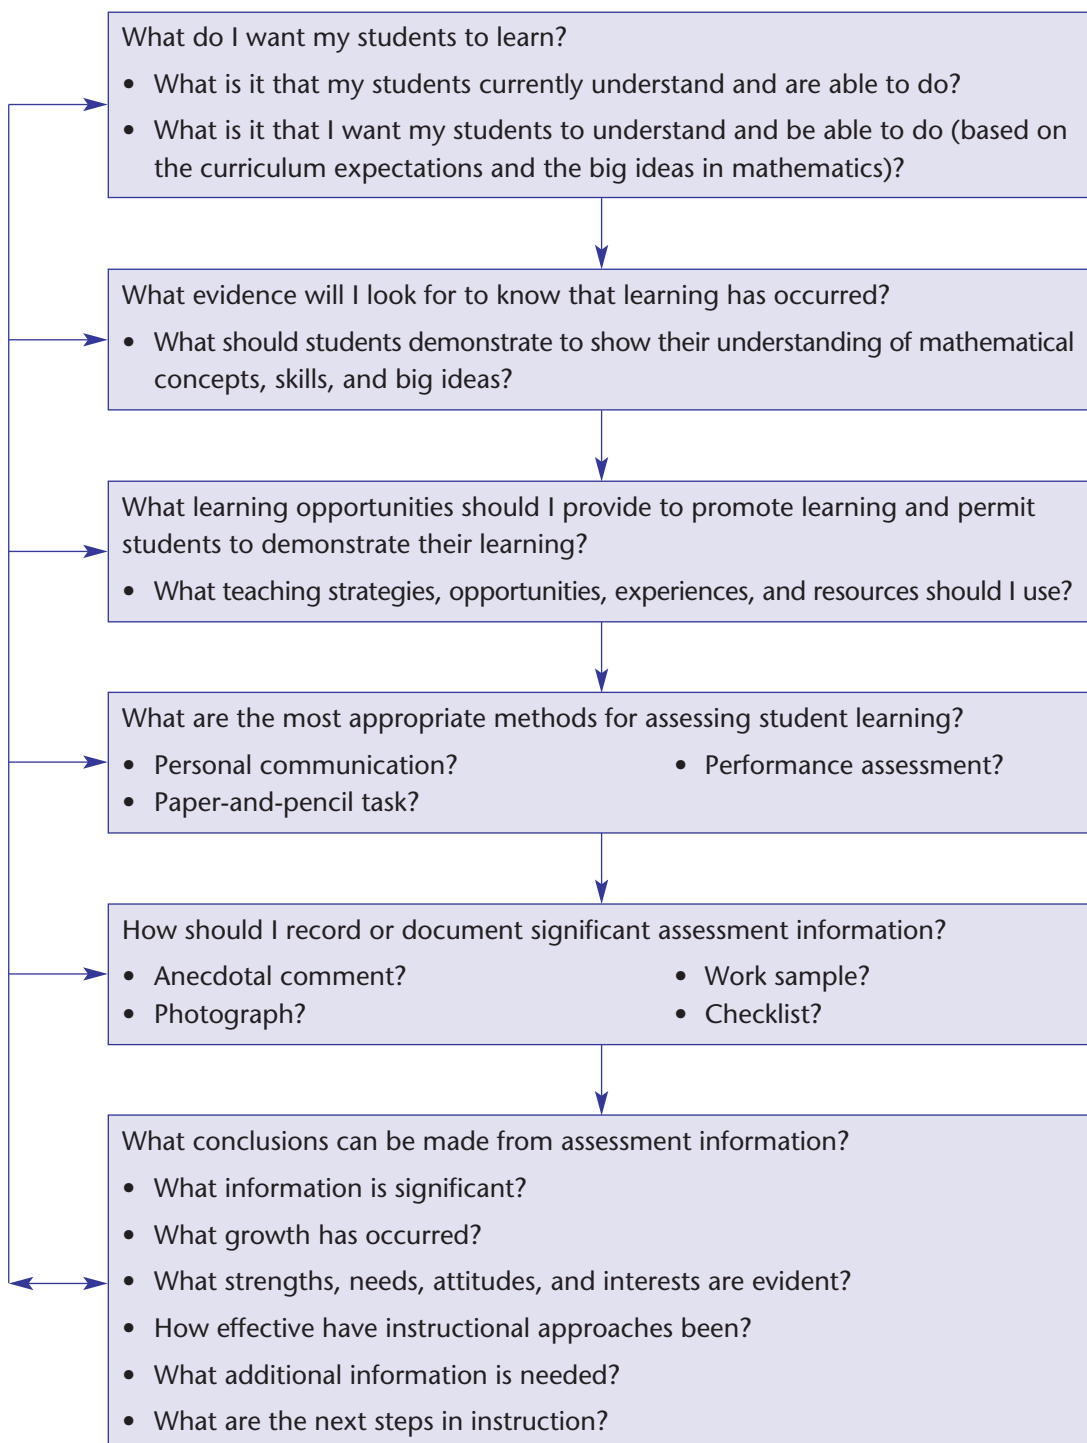 What do I want my students to learn?
• What is it that my students currently understand and are able to do?
• What is it that I want my students to understand and be able to do (based on
the curriculum expectations and the big ideas in mathematics)?
What evidence will I look for to know that learning has occurred?
• What should students demonstrate to show their understanding of mathematical
concepts, skills, and big ideas?
What learning opportunities should I provide to promote learning and permit
students to demonstrate their learning?
• What teaching strategies, opportunities, experiences, and resources should I use?
What are the most appropriate methods for assessing student learning?
• Personal communication?
• Paper-and-pencil task?
• Performance assessment?
How should I record or document significant assessment information?
• Anecdotal comment?
• Photograph?
• Work sample?
• Checklist?
What conclusions can be made from assessment information?
• What information is significant?
• What growth has occurred?
• What strengths, needs, attitudes, and interests are evident?
• How effective have instructional approaches been?
• What additional information is needed?
• What are the next steps in instruction?